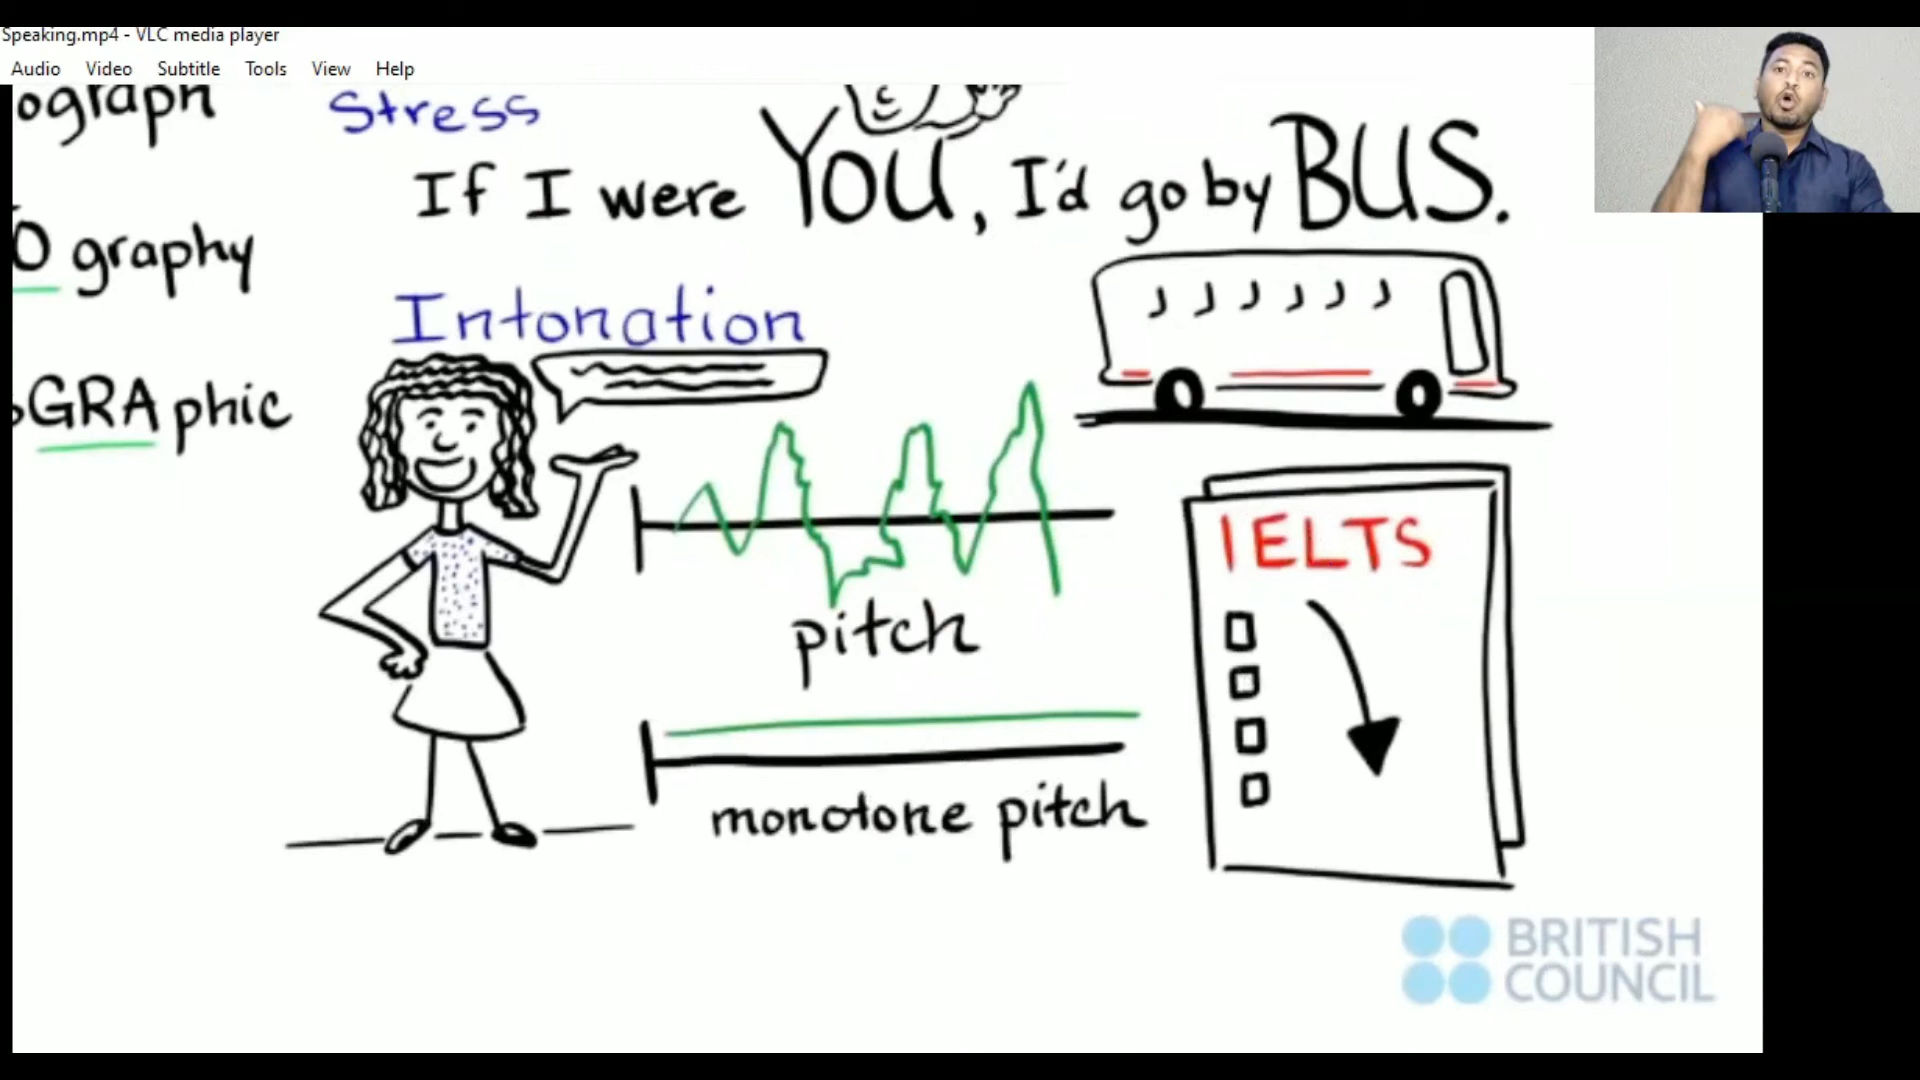 Speaking.mp4 - VLC media player
Audio Video Subtitle Tools View Help
ograph
Stress
If I were You, I'd go by BUS.
O graphy
Intonation
GRAphic
IELTS
pitch
monotone pitch
BRITISH
COUNCIL